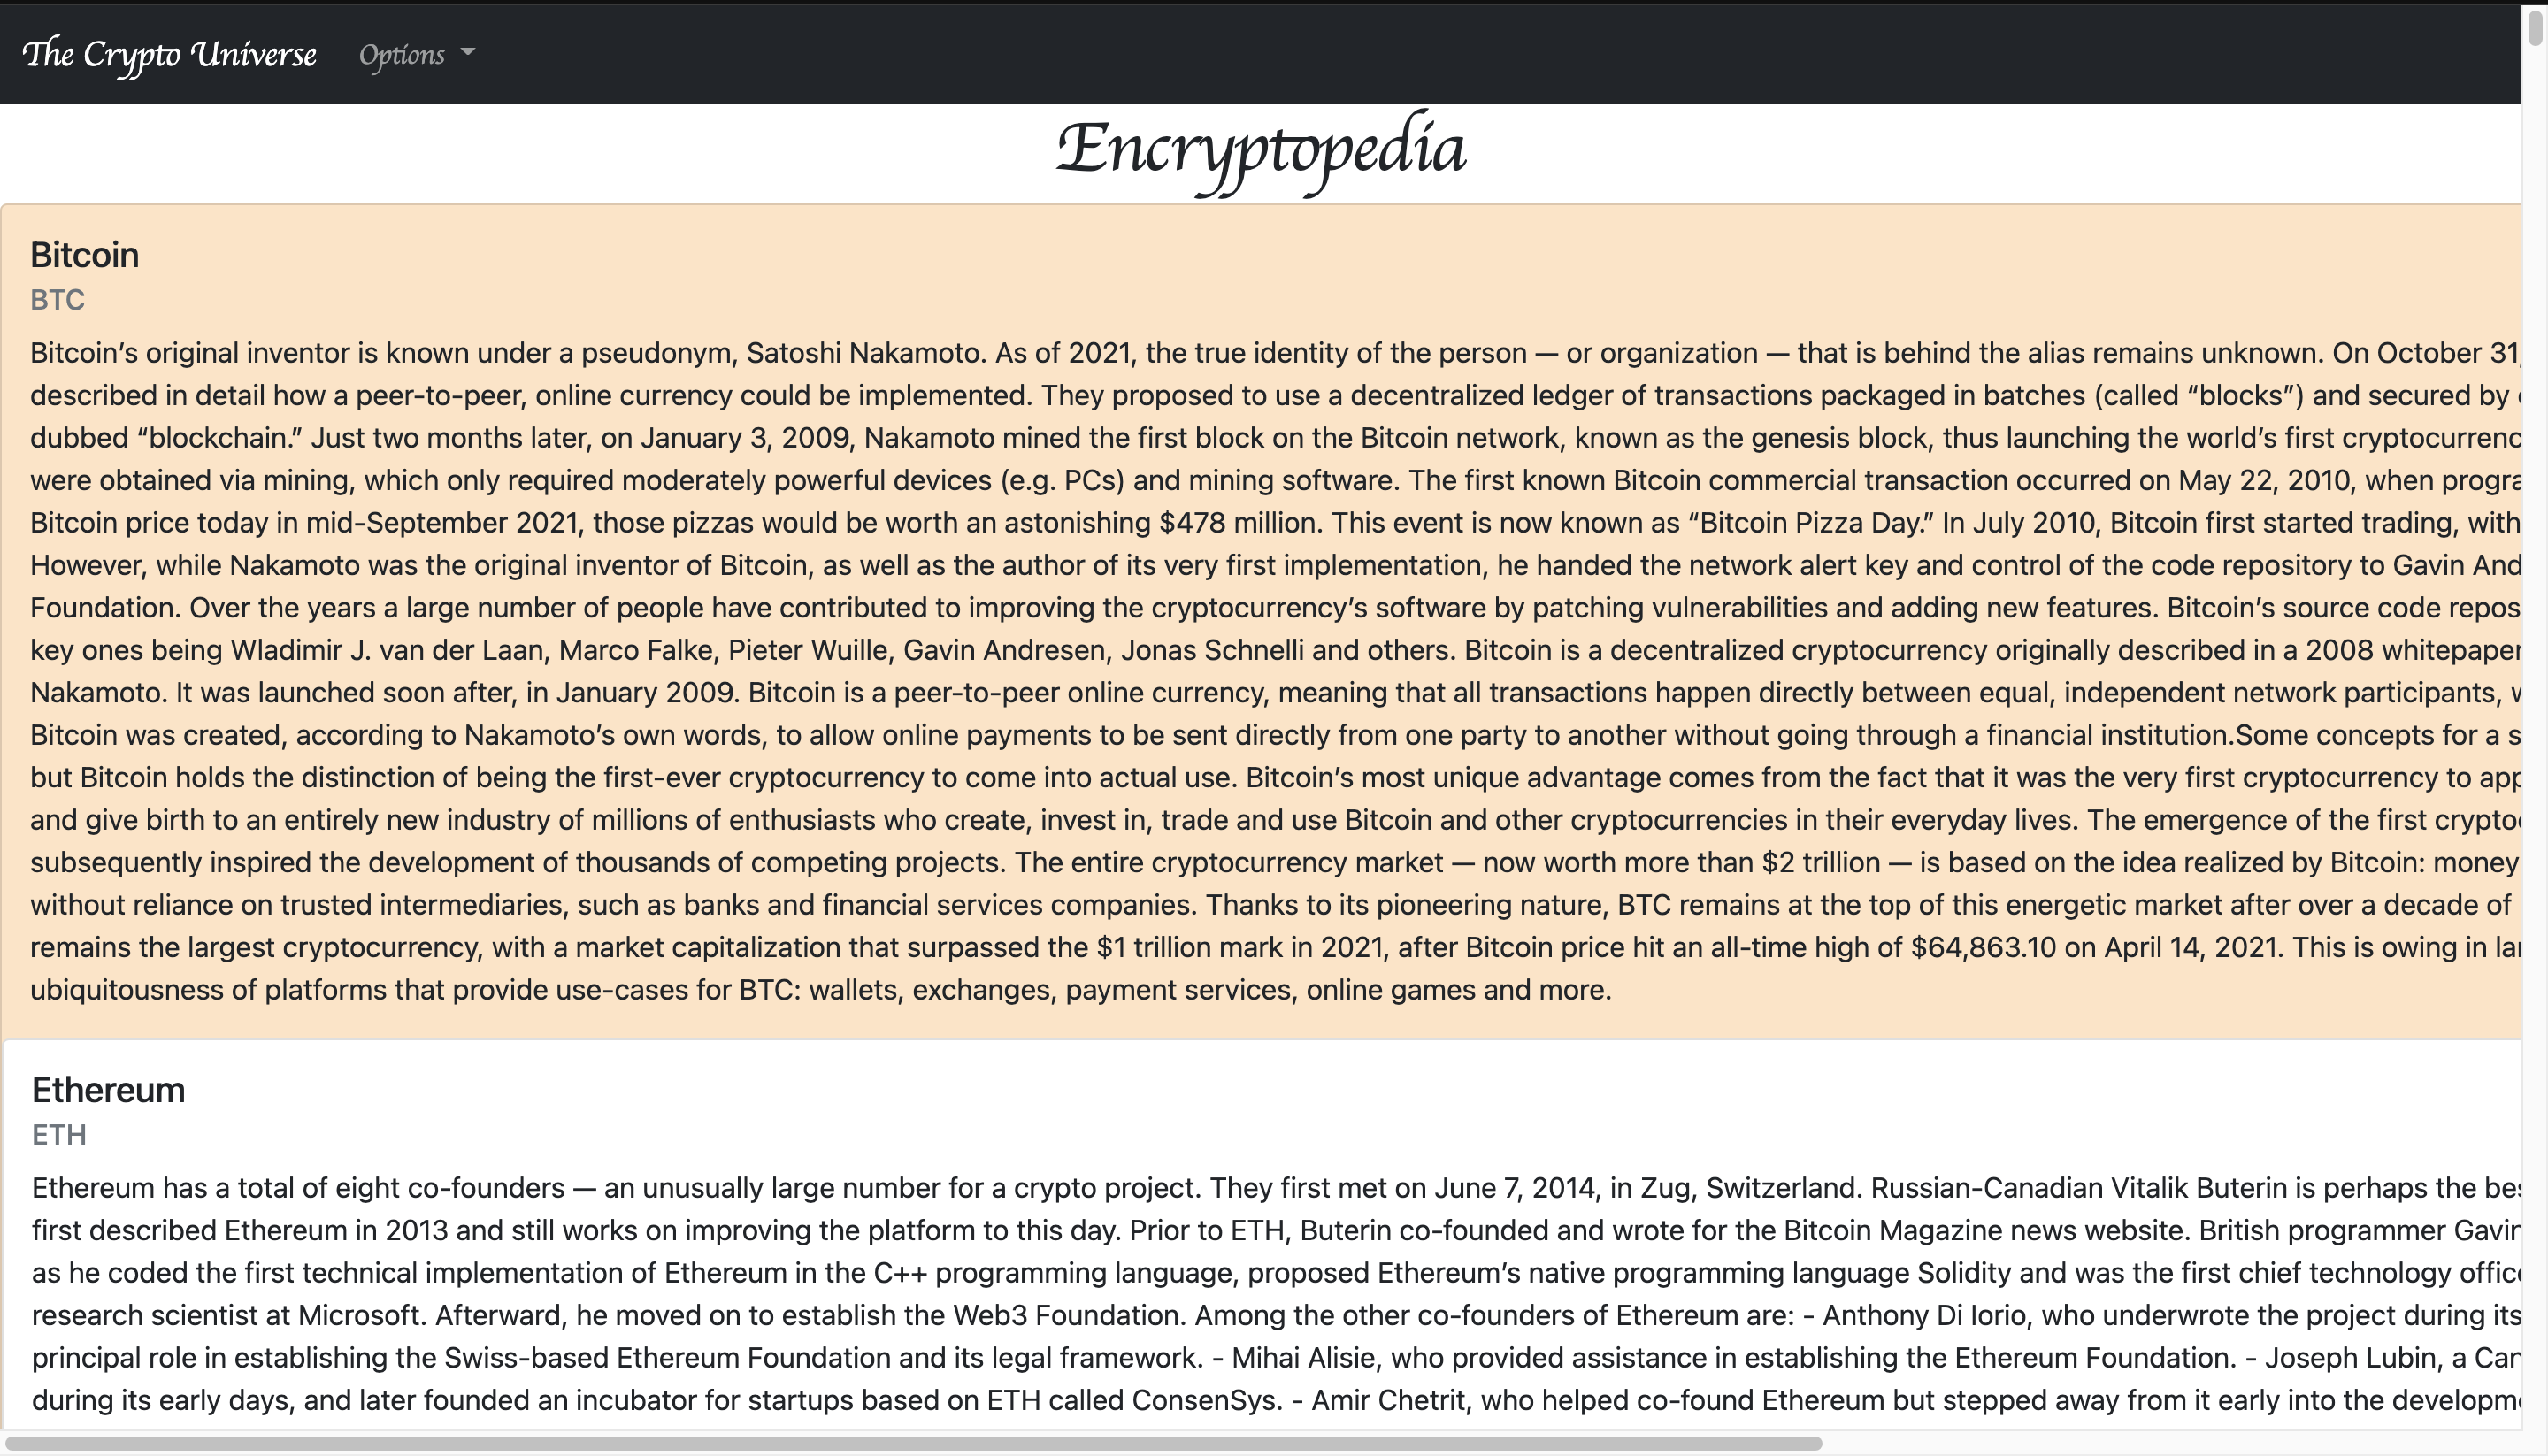 The Crypto Universe Options
Encryptopedia
Bitcoin
BTC
Bitcoin’s original inventor is known under a pseudonym, Satoshi Nakamoto. As of 2021, the true identity of the person — or organization — that is behind the alias remains unknown. On October 31,
described in detail how a peer-to-peer, online currency could be implemented. They proposed to use a decentralized ledger of transactions packaged in batches (called “blocks”) and secured by
dubbed “blockchain.” Just two months later, on January 3, 2009, Nakamoto mined the first block on the Bitcoin network, known as the genesis block, thus launching the world’s first
were obtained via mining, which only required moderately powerful devices (e.g. PCs) and mining software. The first known Bitcoin commercial transaction occurred on May 22, 2010, when
Bitcoin price today in mid-September 2021, those pizzas would be worth an astonishing $478 million. This event is now known as “Bitcoin Pizza Day.” In July 2010, Bitcoin first started trading, with
However, while Nakamoto was the original inventor of Bitcoin, as well as the author of its very first implementation, he handed the network alert key and control of the code repository to Gavin
Foundation. Over the years a large number of people have contributed to improving the cryptocurrency’s software by patching vulnerabilities and adding new features. Bitcoin’s source code
key ones being Wladimir J. van der Laan, Marco Falke, Pieter Wuille, Gavin Andresen, Jonas Schnelli and others. Bitcoin is a decentralized cryptocurrency originally described in a 2008 whitepaper
Nakamoto. It was launched soon after, in January 2009. Bitcoin is a peer-to-peer online currency, meaning that all transactions happen directly between equal, independent network participants,
Bitcoin was created, according to Nakamoto’s own words, to allow online payments to be sent directly from one party to another without going through a financial institution.Some concepts for a
but Bitcoin holds the distinction of being the first-ever cryptocurrency to come into actual use. Bitcoin’s most unique advantage comes from the fact that it was the very first cryptocurrency to
and give birth to an entirely new industry of millions of enthusiasts who create, invest in, trade and use Bitcoin and other cryptocurrencies in their everyday lives. The emergence of the first
subsequently inspired the development of thousands of competing projects. The entire cryptocurrency market — now worth more than $2 trillion — is based on the idea realized by Bitcoin: money
without reliance on trusted intermediaries, such as banks and financial services companies. Thanks to its pioneering nature, BTC remains at the top of this energetic market after over a decade of
remains the largest cryptocurrency, with a market capitalization that surpassed the $1 trillion mark in 2021, after Bitcoin price hit an all-time high of $64,863.10 on April 14, 2021. This is owing in
ubiquitousness of platforms that provide use-cases for BTC: wallets, exchanges, payment services, online games and more.
Ethereum
ETH
Ethereum has a total of eight co-founders — an unusually large number for a crypto project. They first met on June 7, 2014, in Zug, Switzerland. Russian-Canadian Vitalik Buterin is perhaps the
first described Ethereum in 2013 and still works on improving the platform to this day. Prior to ETH, Buterin co-founded and wrote for the Bitcoin Magazine news website. British programmer Gavin
as he coded the first technical implementation of Ethereum in the C++ programming language, proposed Ethereum’s native programming language Solidity and was the first chief technology
research scientist at Microsoft. Afterward, he moved on to establish the Web3 Foundation. Among the other co-founders of Ethereum are: - Anthony Di Iorio, who underwrote the project during its
principal role in establishing the Swiss-based Ethereum Foundation and its legal framework. - Mihai Alisie, who provided assistance in establishing the Ethereum Foundation. - Joseph Lubin, a
during its early days, and later founded an incubator for startups based on ETH called ConsenSys. - Amir Chetrit, who helped co-found Ethereum but stepped away from it early into the